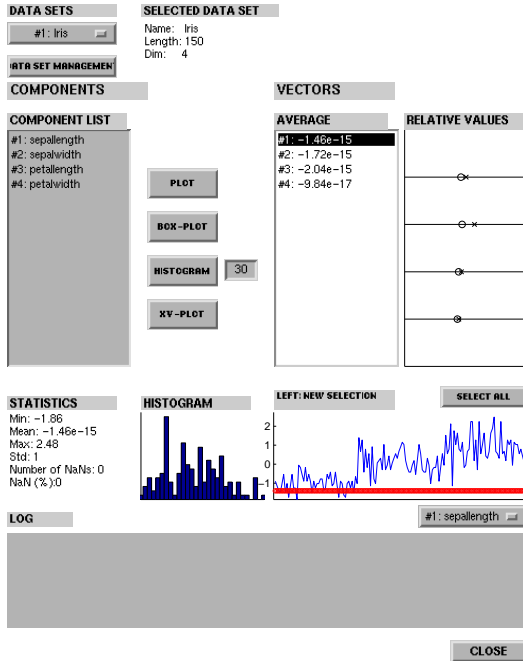 DATA SETS
SELECTED DATA SET
#1: Iris
Name: Iris
Length: 150
Dim: 4
ATA SET MANAGEMEN
COMPONENTS
VECTORS
COMPONENT LIST
AVERAGE
RELATIVE VALUES
#1: sepallength
#2: sepalwidth
#3: petallength
#4: petalwidth
#1: -1.46e-15
#2: -1.72e-15
#3: -2.04e-15
#4: -9.84e-17
PLOT
BOX-PLOT
HISTOGRAM
30
XV-PLOT
STATISTICS
HISTOGRAM
LEFT: NEW SELECTION
SELECT ALL
Min: -1.86
Mean: -1.46e-15
Max: 2.48
Std: 1
Number of NaNs: 0
NaN (%):0
2
1
0
-1
LOG
#1: sepallength
CLOSE